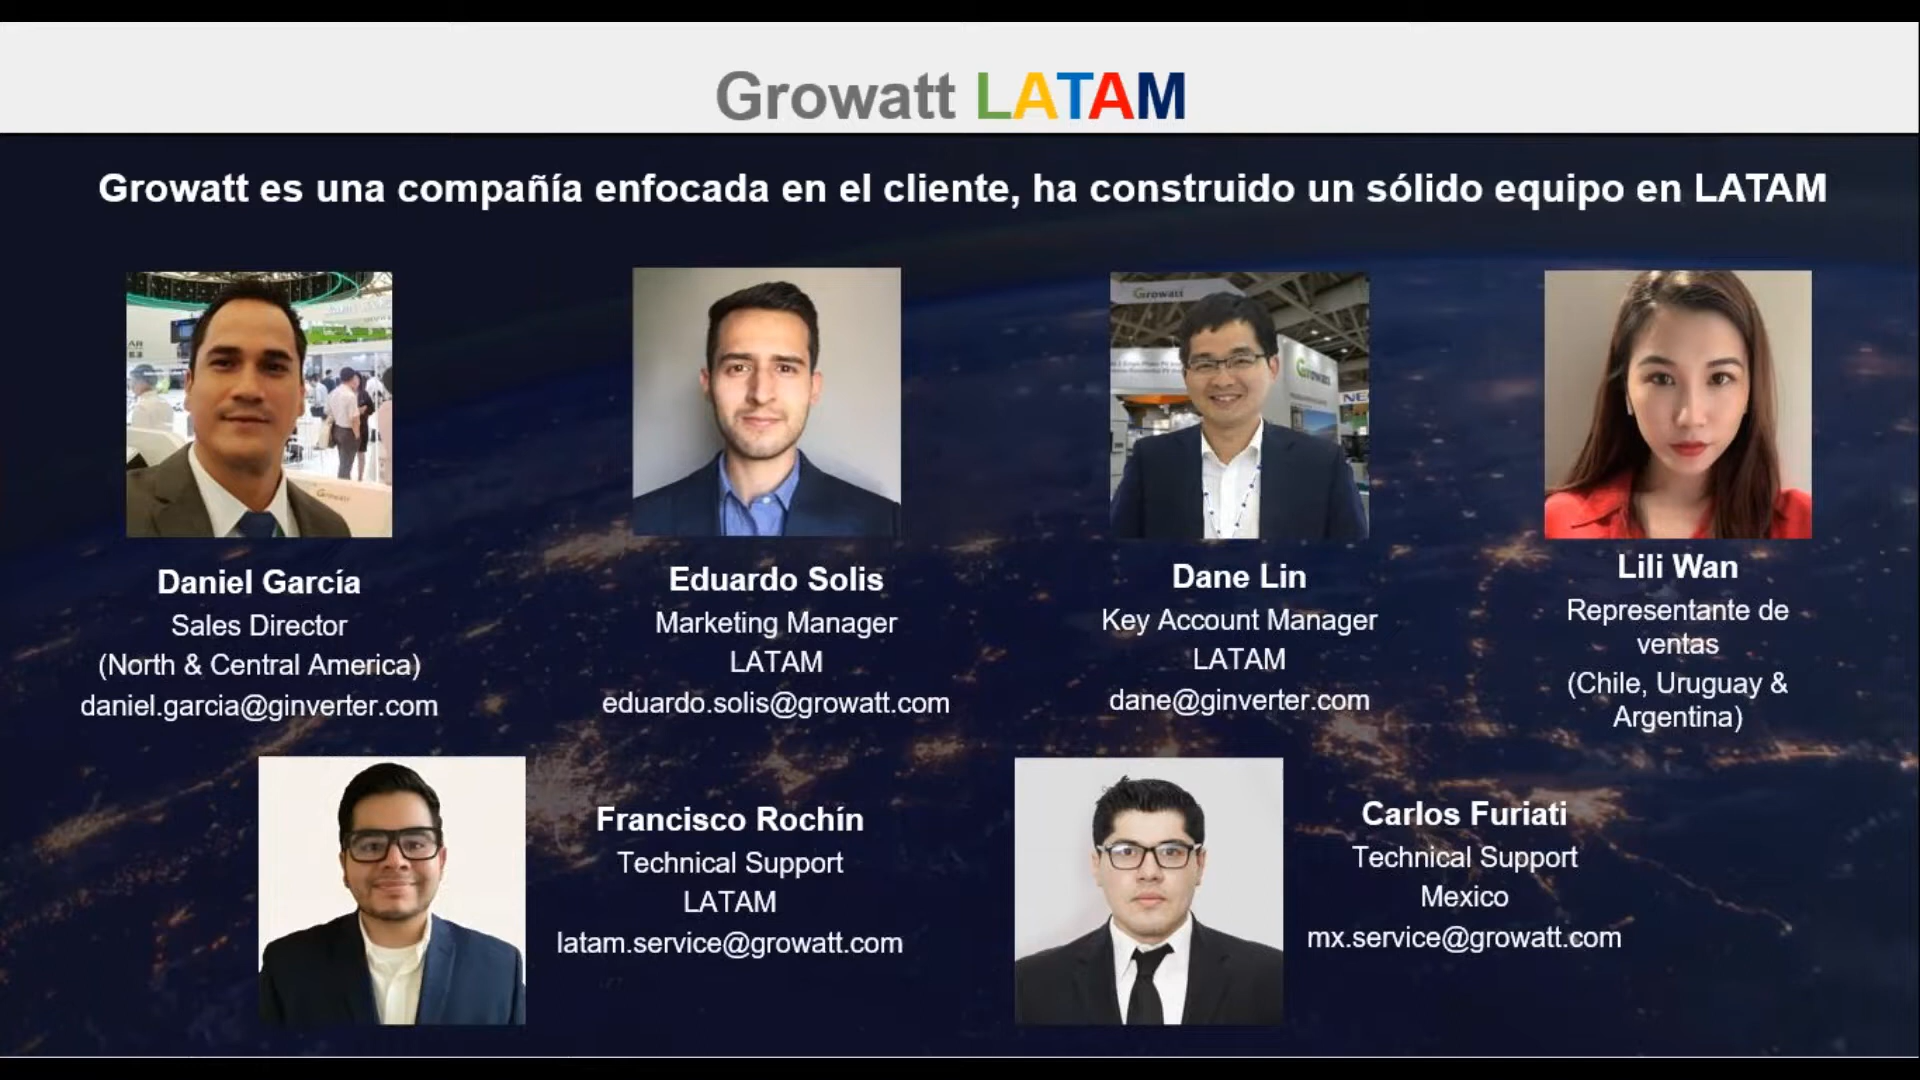 Growatt LATAM
Growatt es una compañía enfocada en el cliente, ha construido un sólido equipo en LATAM
Daniel García
Sales Director
(North & Central America)
daniel.garcia@ginverter.com
Eduardo Solis
Marketing Manager
LATAM
eduardo.solis@growatt.com
Growatt
Growatt
Dane Lin
Key Account Manager
LATAM
dane@ginverter.com
Lili Wan
Representante de
ventas
(Chile, Uruguay &
Argentina)
Francisco Rochín
Technical Support
LATAM
latam.service@growatt.com
Carlos Furiati
Technical Support
Mexico
mx.service@growatt.com